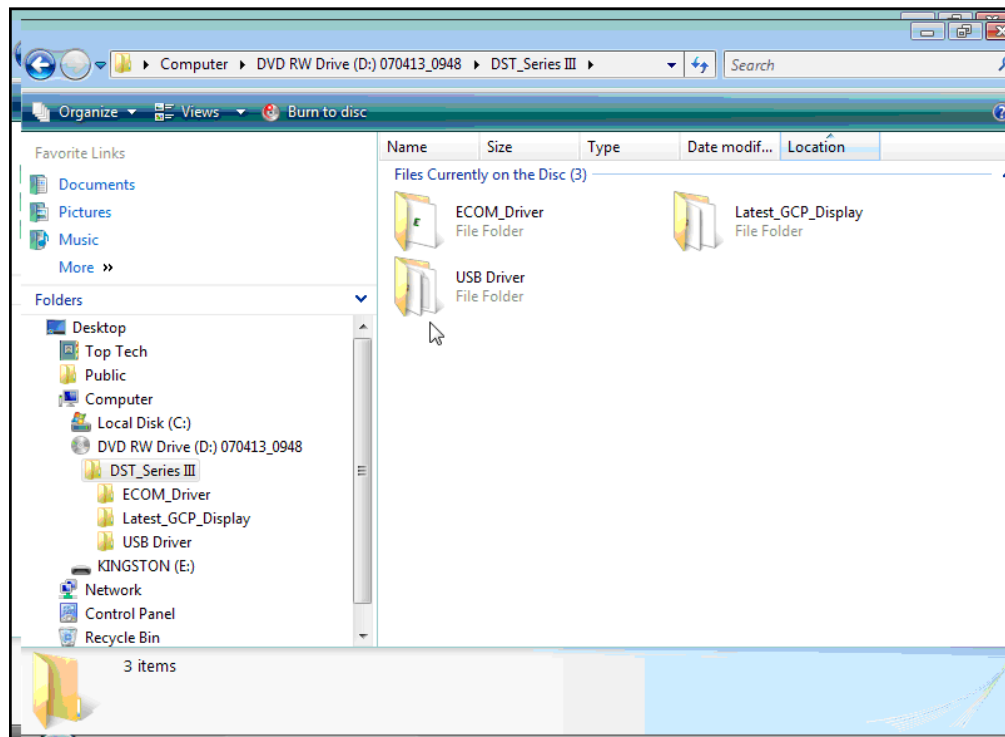 Computer ▸ DVD RW Drive (D:) 070413_0948 ▸ DST_Series III ▸
Search
Organize Views Burn to disc
Favorite Links
Documents
Pictures
Music
More »
Folders
Desktop
Top Tech
Public
Computer
Local Disk (C:)
DVD RW Drive (D:) 070413_0948
DST_Series III
ECOM_Driver
Latest_GCP_Display
USB Driver
KINGSTON (E:)
Network
Control Panel
Recycle Bin
Name Size Type Date modif... Location
Files Currently on the Disc (3)
ECOM_Driver
File Folder
Latest_GCP_Display
File Folder
USB Driver
File Folder
3 items